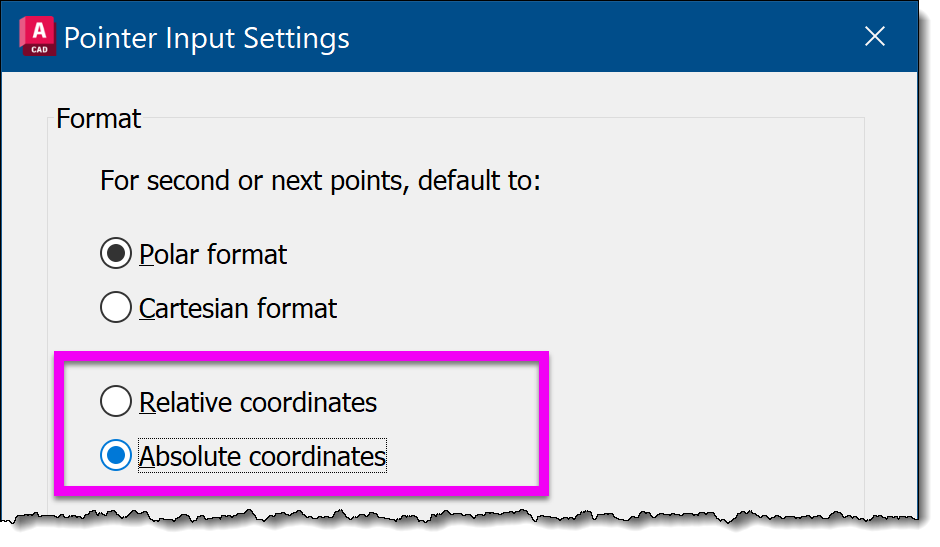 A
CAD
Pointer Input Settings
Format
For second or next points, default to:
Polar format
Cartesian format
Relative coordinates
Absolute coordinates